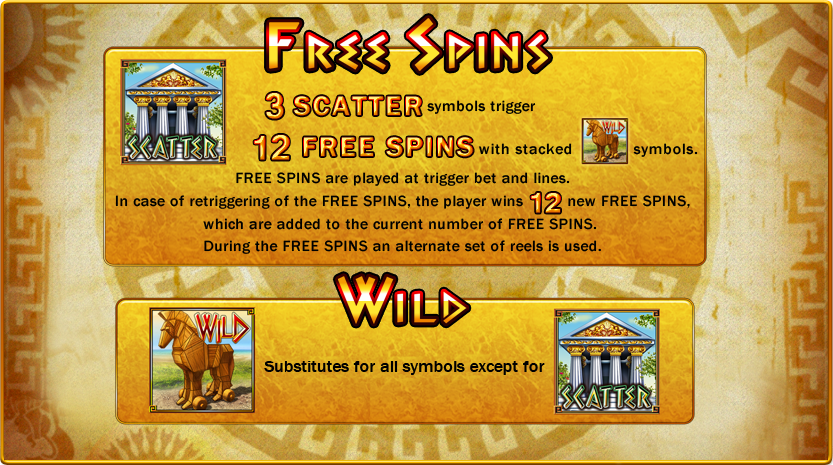 FREE SPINS
3 SCATTER symbols trigger
SCATTER
12 FREE SPINS with stacked WILD symbols.
FREE SPINS are played at trigger bet and lines.
In case of retriggering of the FREE SPINS, the player wins 12 new FREE SPINS,
which are added to the current number of FREE SPINS.
During the FREE SPINS an alternate set of reels is used.
WILD
WILD
Substitutes for all symbols except for
SCATTER